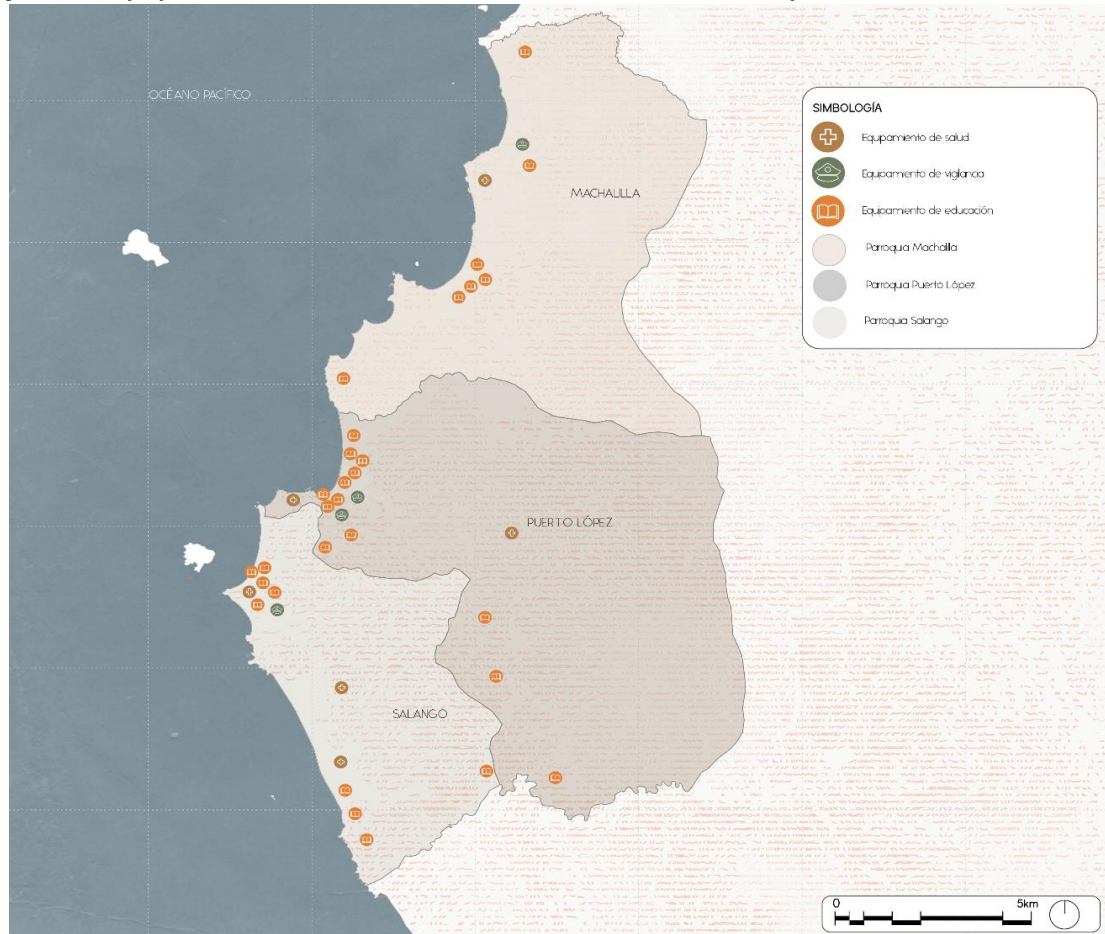 OCÉANO PACÍFICO
MACHALILLA
PUERTO LÓPEZ
SALANGO
SIMBOLOGÍA
Equipamiento de salud
Equipamiento de vigilancia
Equipamiento de educación
Parroquia Machalilla
Parroquia Puerto López
Parroquia Salango
0 5km